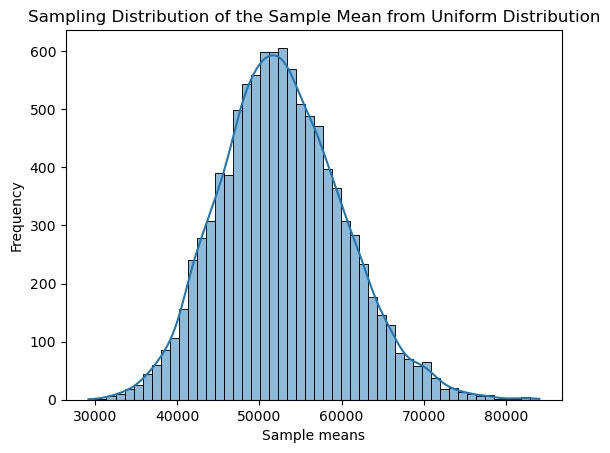 Sampling Distribution of the Sample Mean from Uniform Distribution
600
500
400
300
200
100
0
Frequency
30000 40000 50000 60000 70000 80000
Sample means